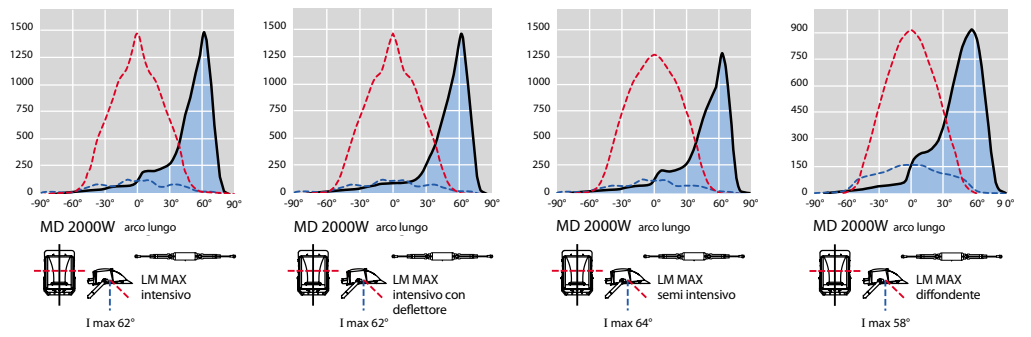 1500
1250
1000
750
500
250
0
-90° -60° -30° 0° 30° 60° 90°
MD 2000W arco lungo
LM MAX
intensivo
I max 62°
1500
1250
1000
750
500
250
0
-90° -60° -30° 0° 30° 60° 90°
MD 2000W arco lungo
LM MAX
intensivo con
deflettore
I max 62°
1500
1250
1000
750
500
250
0
-90° -60° -30° 0° 30° 60° 90°
MD 2000W arco lungo
LM MAX
semi intensivo
I max 64°
900
750
450
300
150
0
-90° -60° -30° 0° 30° 60° 9 0°
MD 2000W arco lungo
LM MAX
diffondente
I max 58°